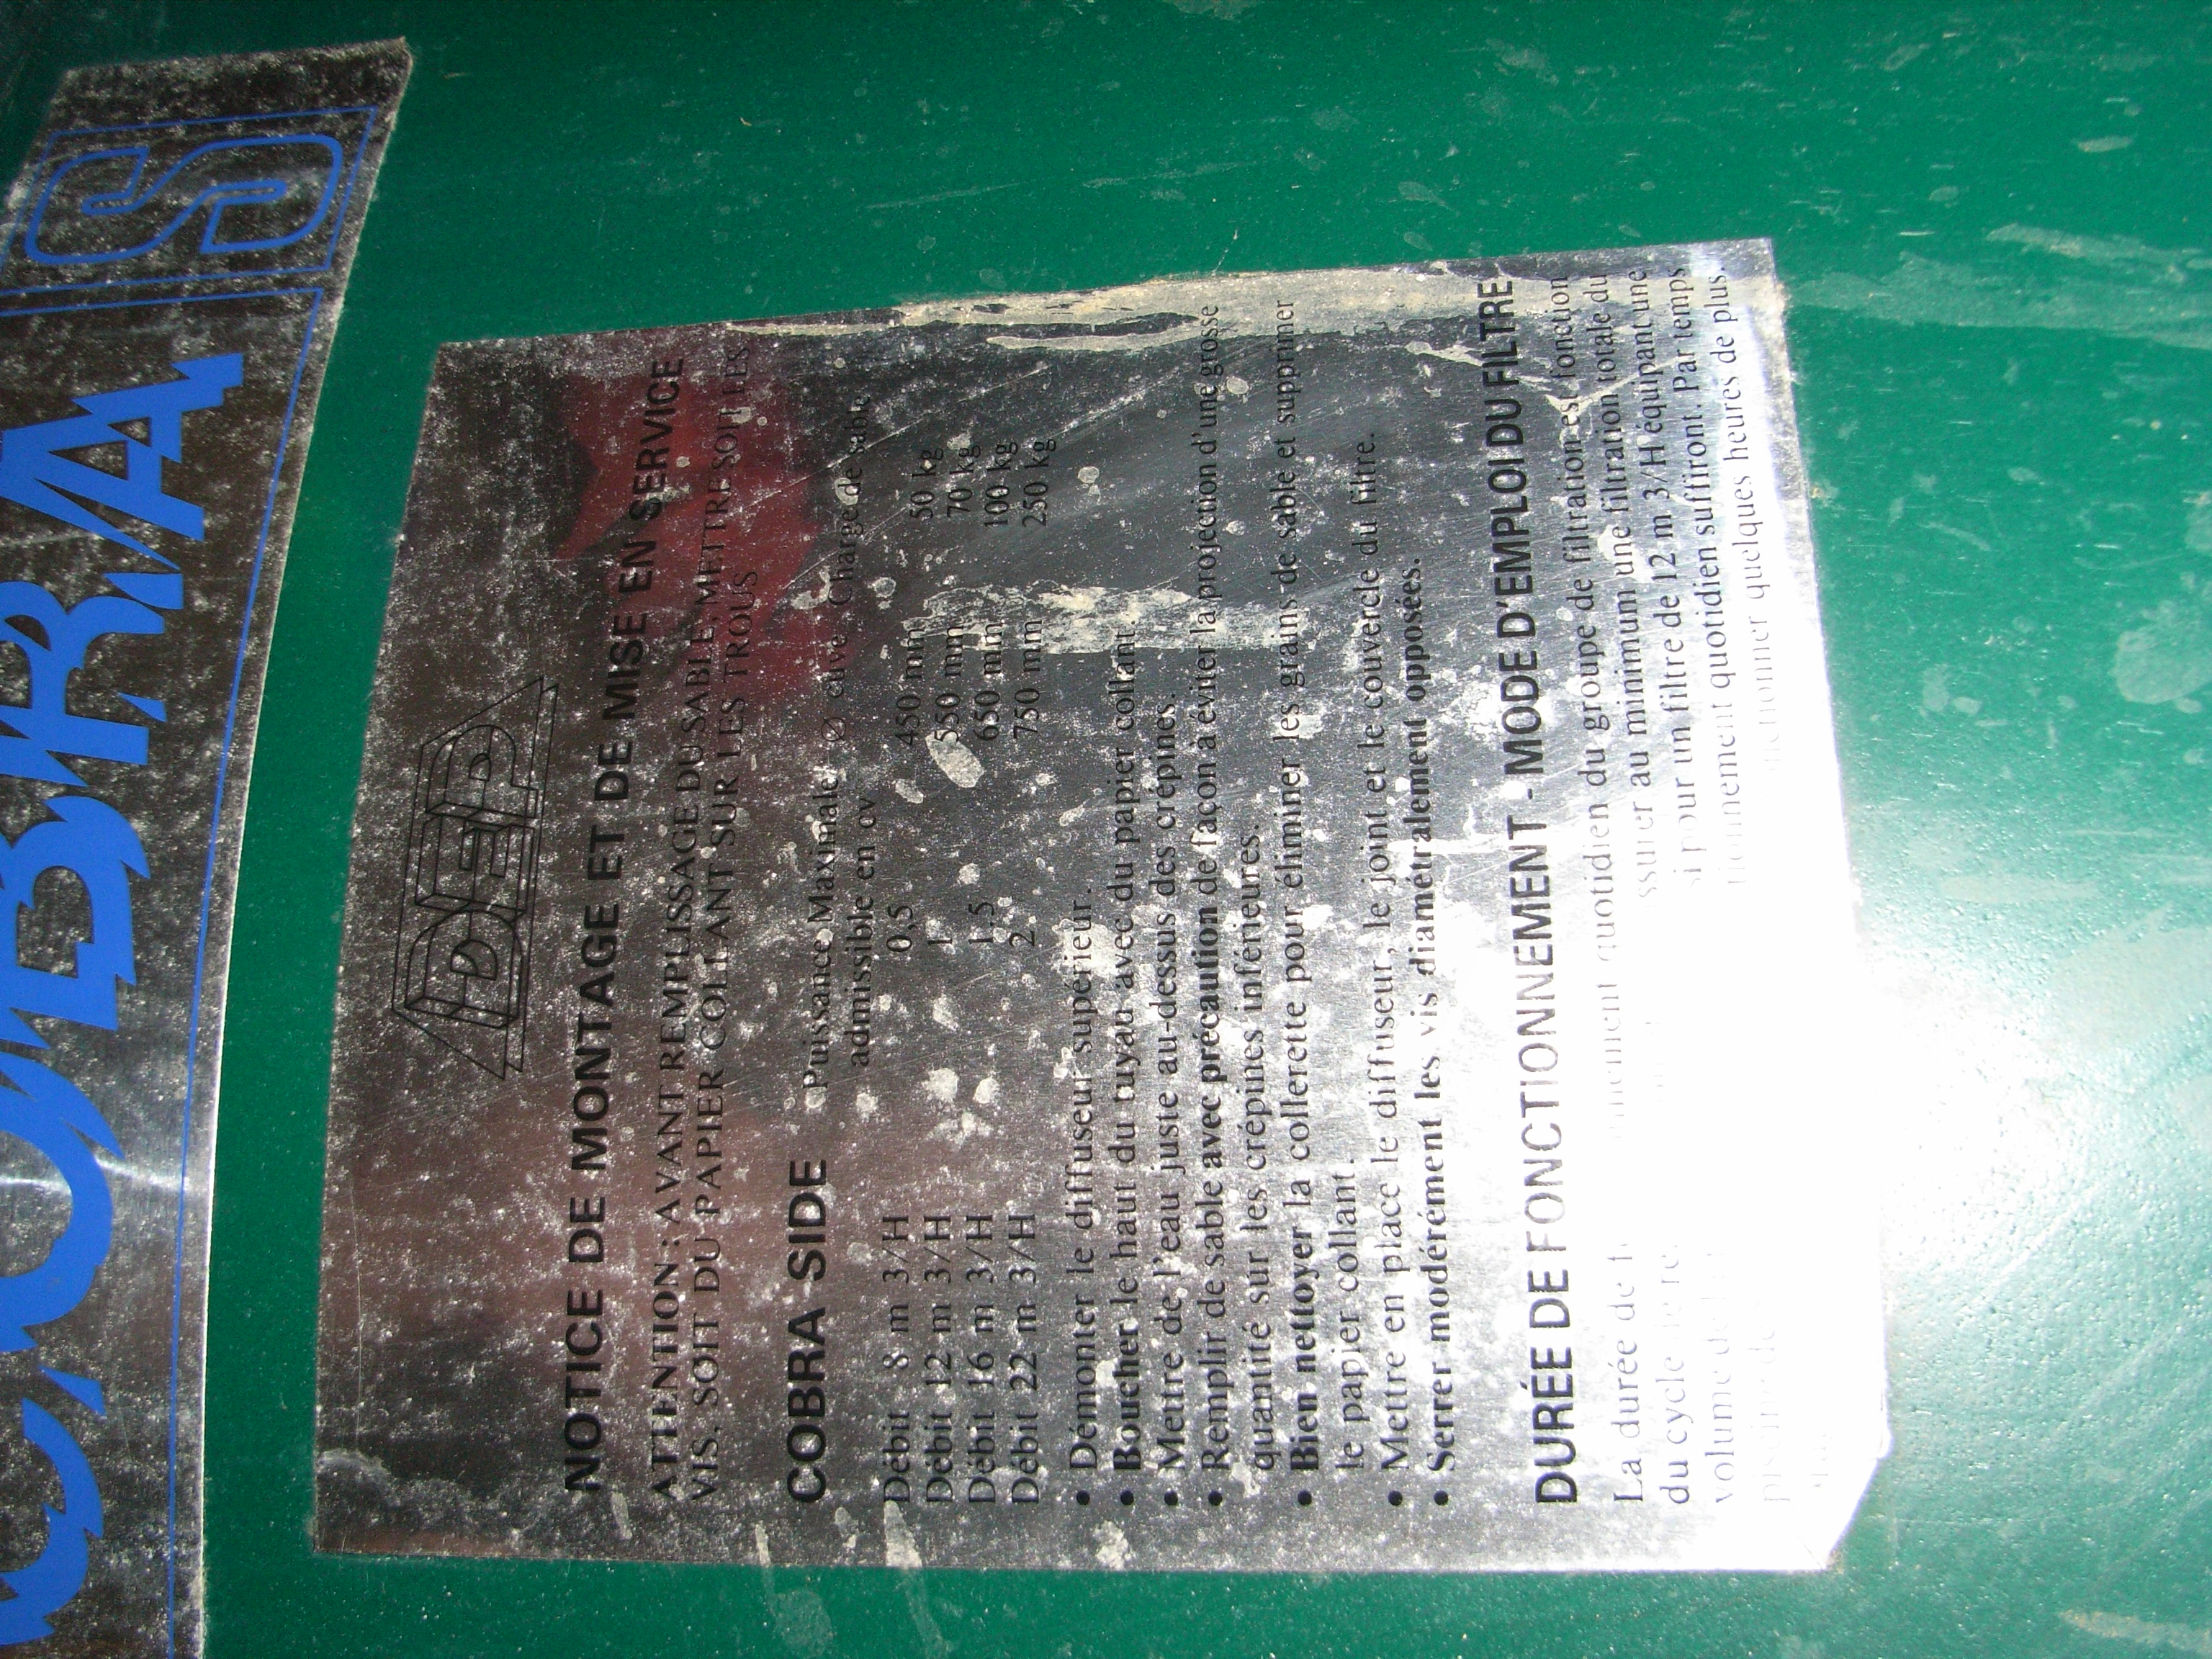 COBRA S
DEP
NOTICE DE MONTAGE ET DE MISE EN SERVICE
ATTENTION : AVANT REMPLISSAGE DU SABLE, METTRE SOIT LES
VIS, SOIT DU PAPIER COLLANT SUR LES TROUS
COBRA SIDE Puissance Maximale Ø cuve Charge de sable
admissible en cv
Débit 8 m 3/H 0,5 450 mm 50 kg
Débit 12 m 3/H 1 550 mm 70 kg
Débit 16 m 3/H 1,5 650 mm 100 kg
Débit 22 m 3/H 2 750 mm 250 kg
• Démonter le diffuseur supérieur.
• Boucher le haut du tuyau avec du papier collant
• Mettre de l'eau juste au-dessus des crépines.
• Remplir de sable avec précaution de façon à éviter la projection d'une grosse
quantité sur les crépines inférieures.
• Bien nettoyer la collerette pour éliminer les grains de sable et supprimer
le papier collant.
• Mettre en place le diffuseur, le joint et le couvercle du filtre.
• Serrer modérément les vis diamétralement opposées.
DURÉE DE FONCTIONNEMENT - MODE D'EMPLOI DU FILTRE
La durée de quotidien du groupe de filtration est fonction
du cycle au minimum une filtration totale du
volume pour un filtre de 12 m 3/H équipant une
quotidien suffiront. Par temps
quelques heures de plus.